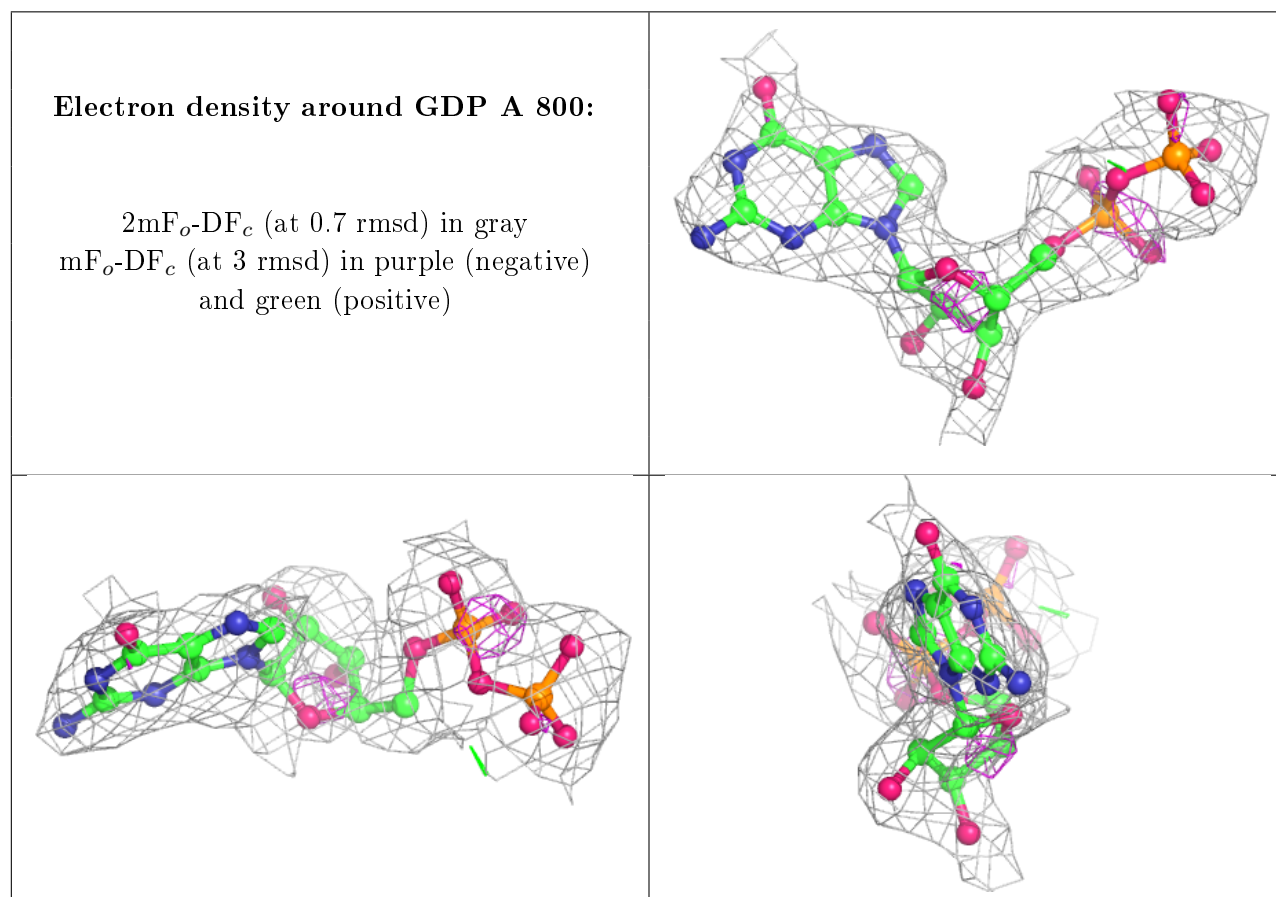 Electron density around GDP A 800:
2mFo-DFc (at 0.7 rmsd) in gray
mFo-DFc (at 3 rmsd) in purple (negative)
and green (positive)